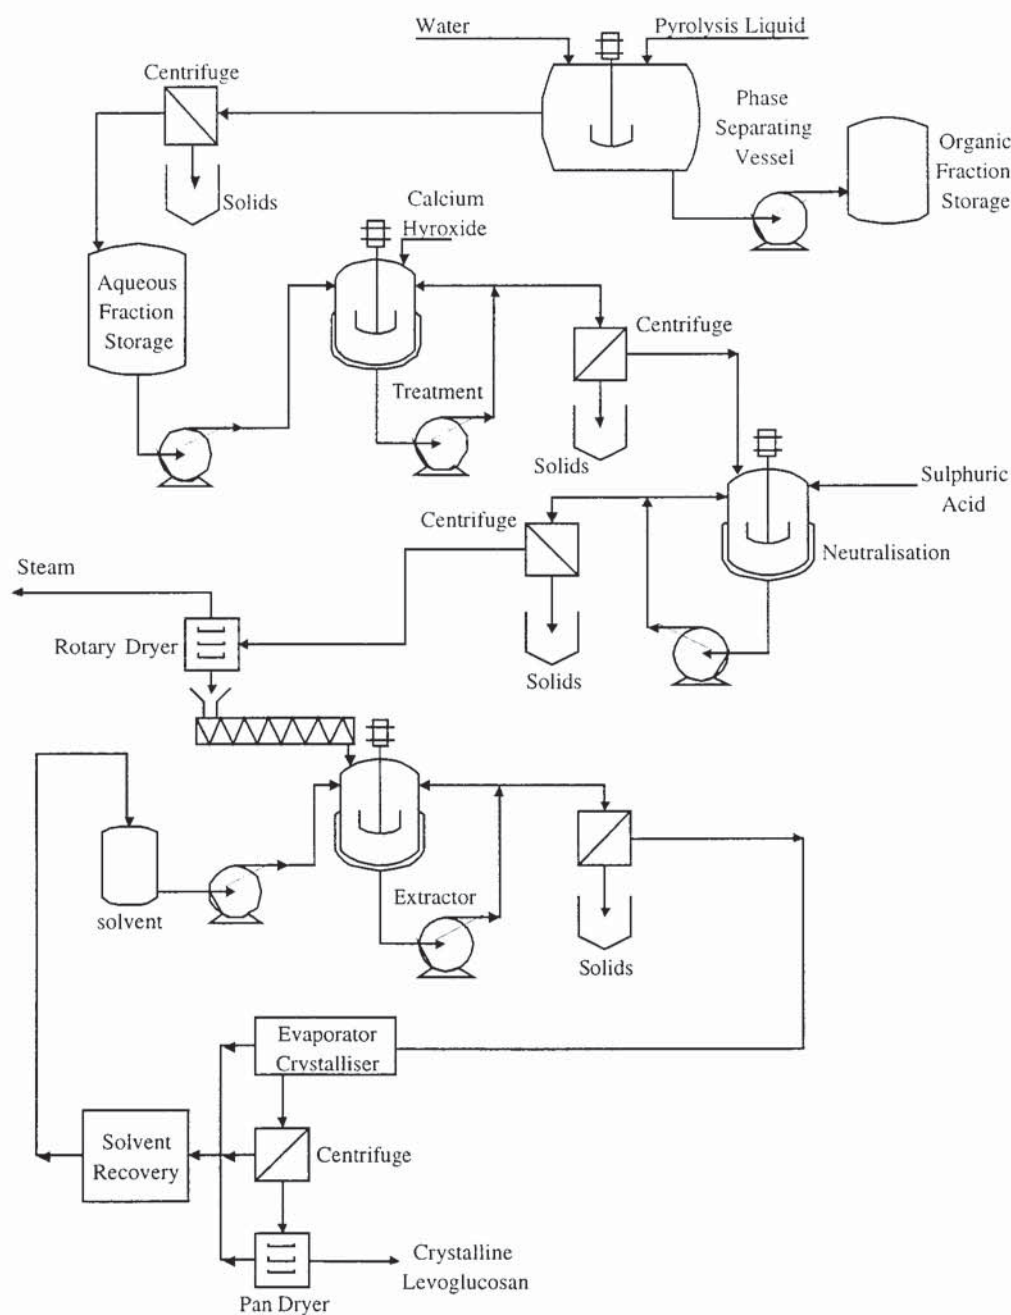 Water
Pyrolysis Liquid
Centrifuge
Phase
Separating
Vessel
Organic
Fraction
Storage
Solids
Calcium
Hyroxide
Aqueous
Fraction
Storage
Centrifuge
Treatment
Solids
Sulphuric
Acid
Centrifuge
Neutralisation
Steam
Rotary Dryer
Solids
Extractor
solvent
Solids
Evaporator
Crystalliser
Solvent
Recovery
Centrifuge
Crystalline
Levoglucosan
Pan Dryer